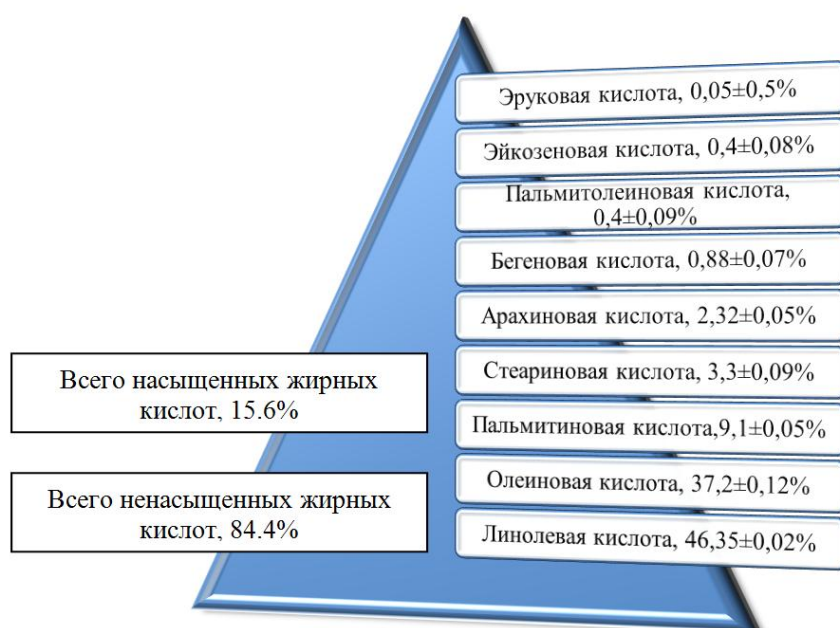 Эруковая кислота, 0,05±0,5%
Эйкозеновая кислота, 0,4±0,08%
Пальмитолеиновая кислота,
0,4±0,09%
Бегеновая кислота, 0,88±0,07%
Арахиновая кислота, 2,32±0,05%
Стеариновая кислота, 3,3±0,09%
Пальмитиновая кислота,9,1±0,05%
Олеиновая кислота, 37,2±0,12%
Линолевая кислота, 46,35±0,02%
Всего насыщенных жирных
кислот, 15.6%
Всего ненасыщенных жирных
кислот, 84.4%